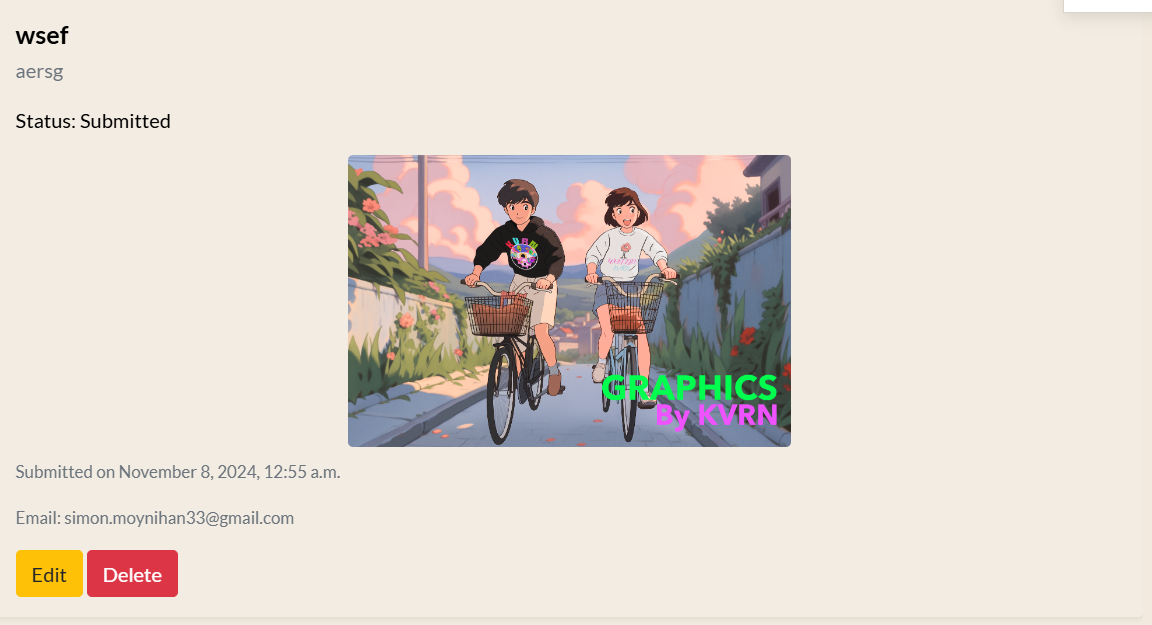 wsef
aersg
Status: Submitted
KVRN
GRAPHICS
By KVRN
Submitted on November 8, 2024, 12:55 a.m.
Email: simon.moynihan33@gmail.com
Edit
Delete